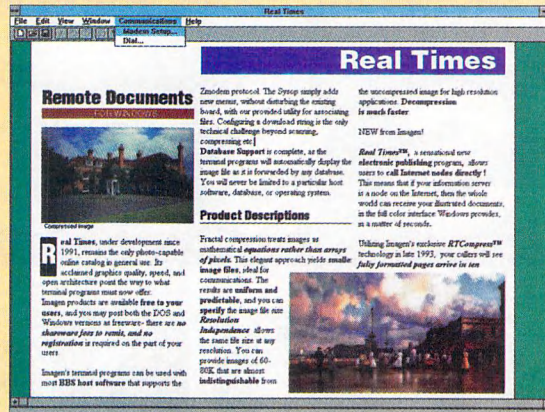 Real Times
File Edit View Window Communications Help
Modem Setup...
Dial...
Real Times
Remote Documents
FOR WINDOWS
Compressed image
Real Times, under development since
1991, remains the only photo-capable
online catalog in general use. Its
acclaimed graphics quality, speed, and
open architecture point the way to what
terminal programs must now offer.
Imagen products are available free to your
users, and you may post both the DOS and
Windows versions as freeware- there are no
shareware fees to remit, and no
registration is required on the part of your
users.
Imagen's terminal programs can be used with
most BBS host software that supports the
Zmodem protocol. The Sysop simply adds
new menus, without disturbing the existing
board, with our provided utility for associating
files. Configuring a download string is the only
technical challenge beyond scanning,
compressing etc.
Database Support is complete, as the
terminal programs will automatically display the
image file as it is forwarded by any database.
You will never be limited to a particular host
software, database, or operating system.
Product Descriptions
Fractal compression treats images as
mathematical equations rather than arrays
of pixels. This elegant approach yields smaller
image files, ideal for
communications. The
results are uniform and
predictable, and you can
specify the image file size
Resolution
Independence allows
the same file size at any
resolution. You can
provide images of 60-
80K that are almost
indistinguishable from
the uncompressed image for high resolution
applications. Decompression
is much faster
NEW from Imagen!
Real Times™, a sensational new
electronic publishing program, allows
users to call Internet nodes directly !
This means that if your information server
is a node on the Internet, then the whole
world can receive your illustrated documents,
in the full color interface Windows provides,
in a matter of seconds.
Utilizing Imagen's exclusive RTCompress™
technology in late 1993, your callers will see
fully formatted pages arrive in ten